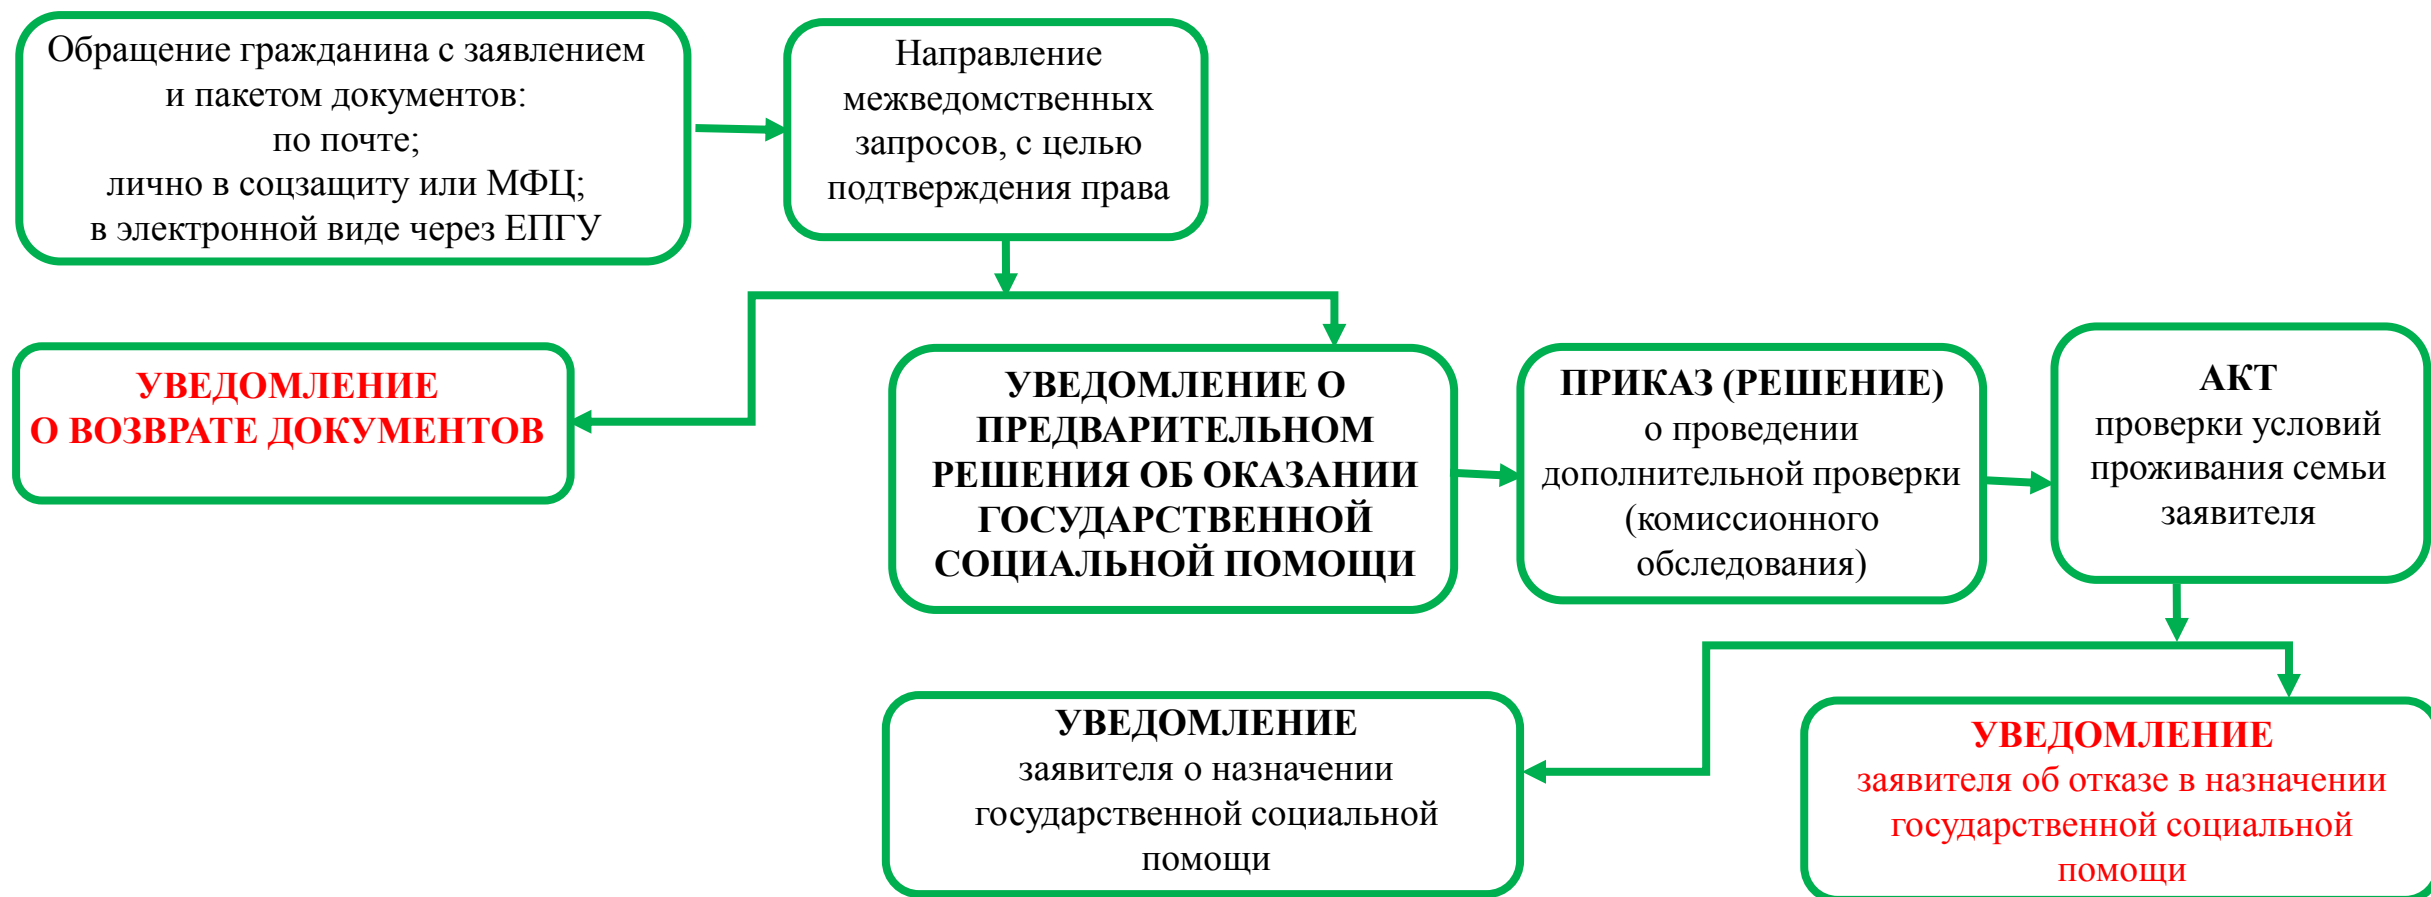 Обращение гражданина с заявлением
и пакетом документов:
по почте;
лично в соцзащиту или МФЦ;
в электронной виде через ЕПГУ
Направление
межведомственных
запросов, с целью
подтверждения права
УВЕДОМЛЕНИЕ
О ВОЗВРАТЕ ДОКУМЕНТОВ
УВЕДОМЛЕНИЕ О
ПРЕДВАРИТЕЛЬНОМ
РЕШЕНИЯ ОБ ОКАЗАНИИ
ГОСУДАРСТВЕННОЙ
СОЦИАЛЬНОЙ ПОМОЩИ
ПРИКАЗ (РЕШЕНИЕ)
о проведении
дополнительной проверки
(комиссионного
обследования)
АКТ
проверки условий
проживания семьи
заявителя
УВЕДОМЛЕНИЕ
заявителя о назначении
государственной социальной
помощи
УВЕДОМЛЕНИЕ
заявителя об отказе в назначении
государственной социальной
помощи